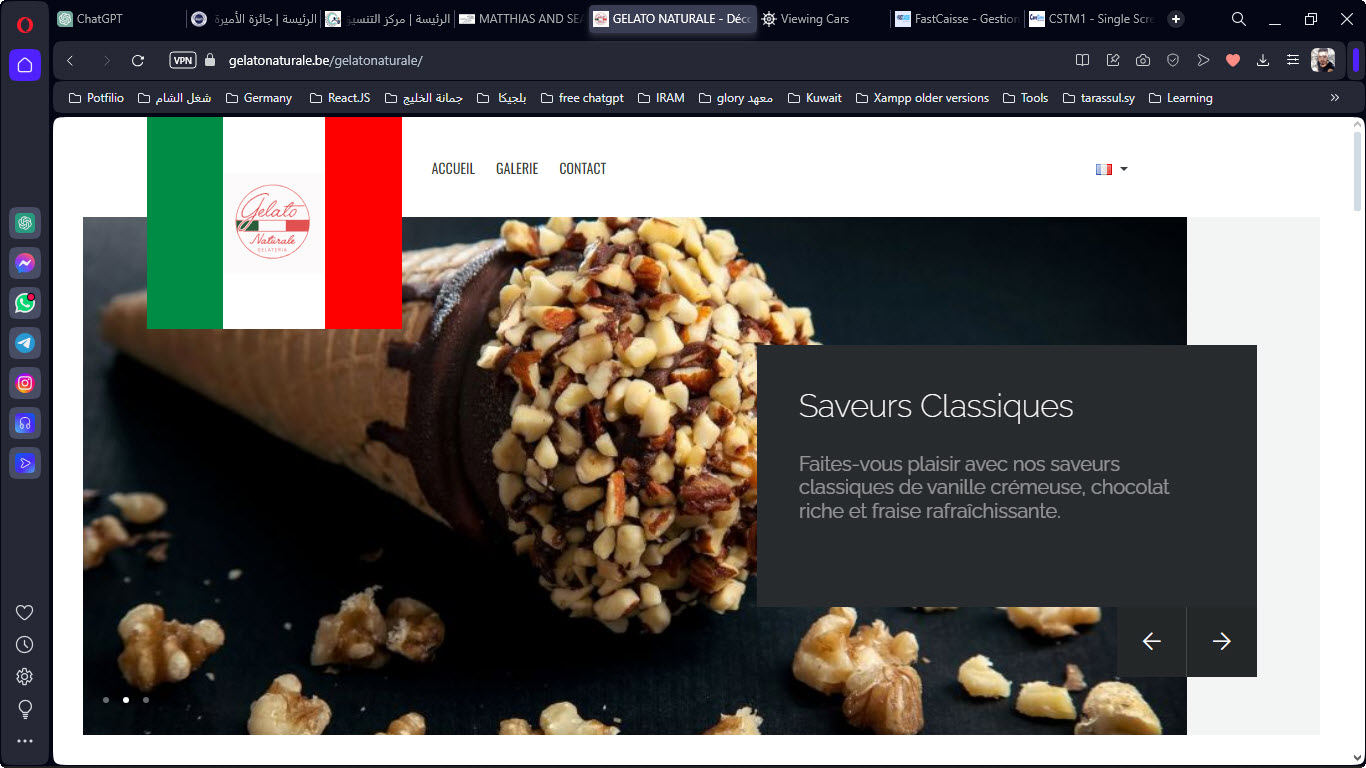 ChatGPT
الرئيسة | جائزة الأميرة
الرئيسة | مركز التنسيق
MATTHIAS AND SEA
GELATO NATURALE - Déco
Viewing Cars
FastCaisse - Gestion
CSTM1 - Single Scre
VPN
gelatonaturale.be/gelatonaturale/
Potfilio
شغل الشام
Germany
React.JS
جمانة الخليج
بلجيكا
free chatgpt
IRAM
glory معهد
Kuwait
Xampp older versions
Tools
tarassul.sy
Learning
ACCUEIL
GALERIE
CONTACT
Gelato
Naturale
GELATERIA
Saveurs Classiques
Faites-vous plaisir avec nos saveurs
classiques de vanille crémeuse, chocolat
riche et fraise rafraîchissante.